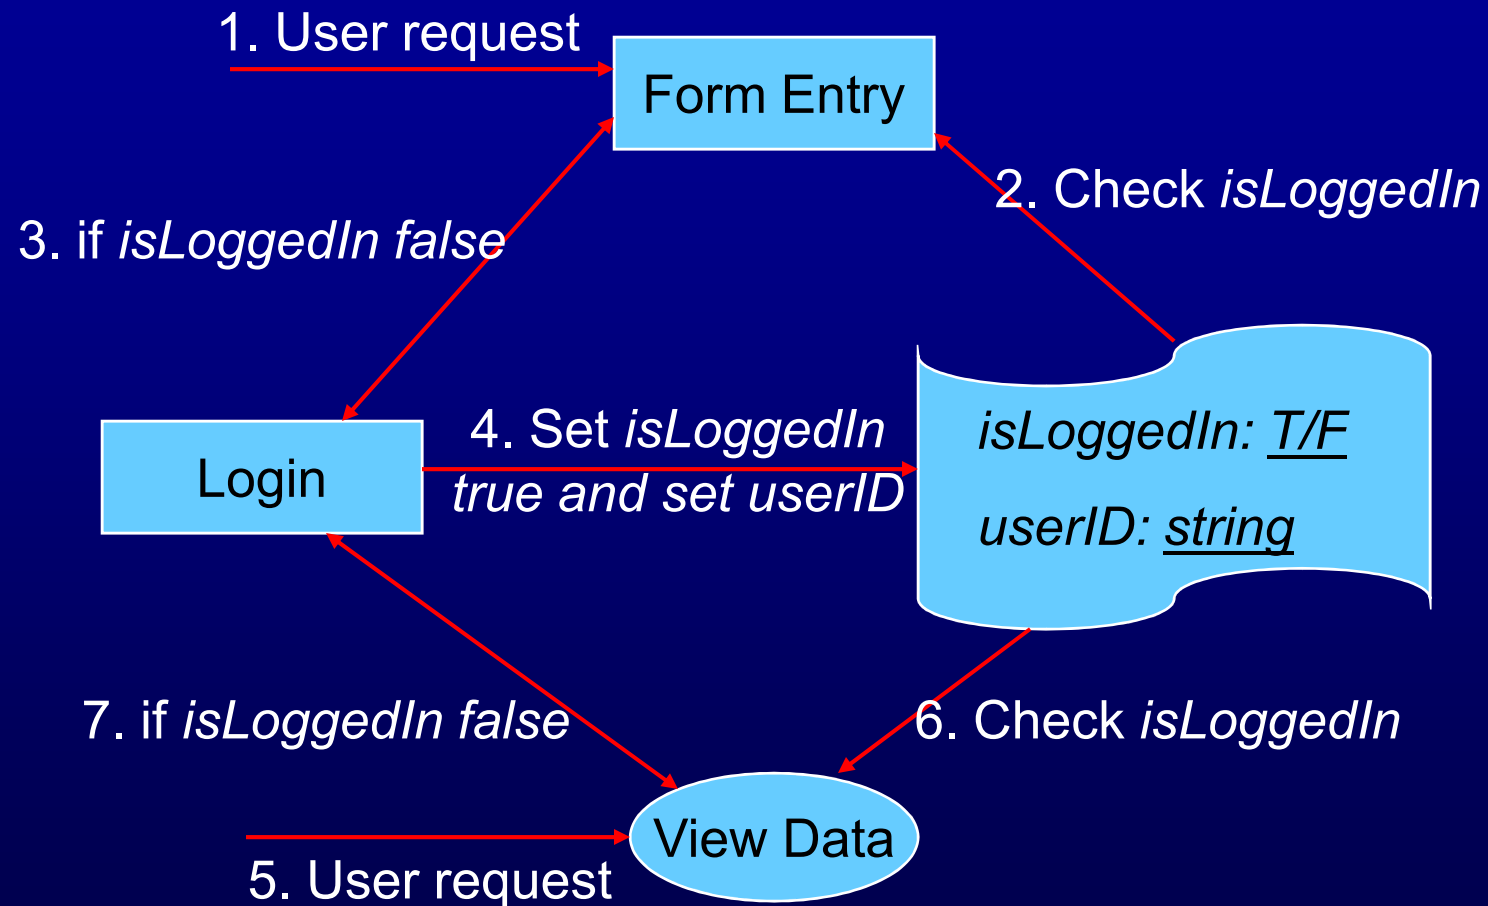 1. User request
Form Entry
2. Check isLoggedIn
3. if isLoggedIn false
4. Set isLoggedIn
true and set userID
isLoggedIn: T/F
userID: string
Login
7. if isLoggedIn false
6. Check isLoggedIn
View Data
5. User request